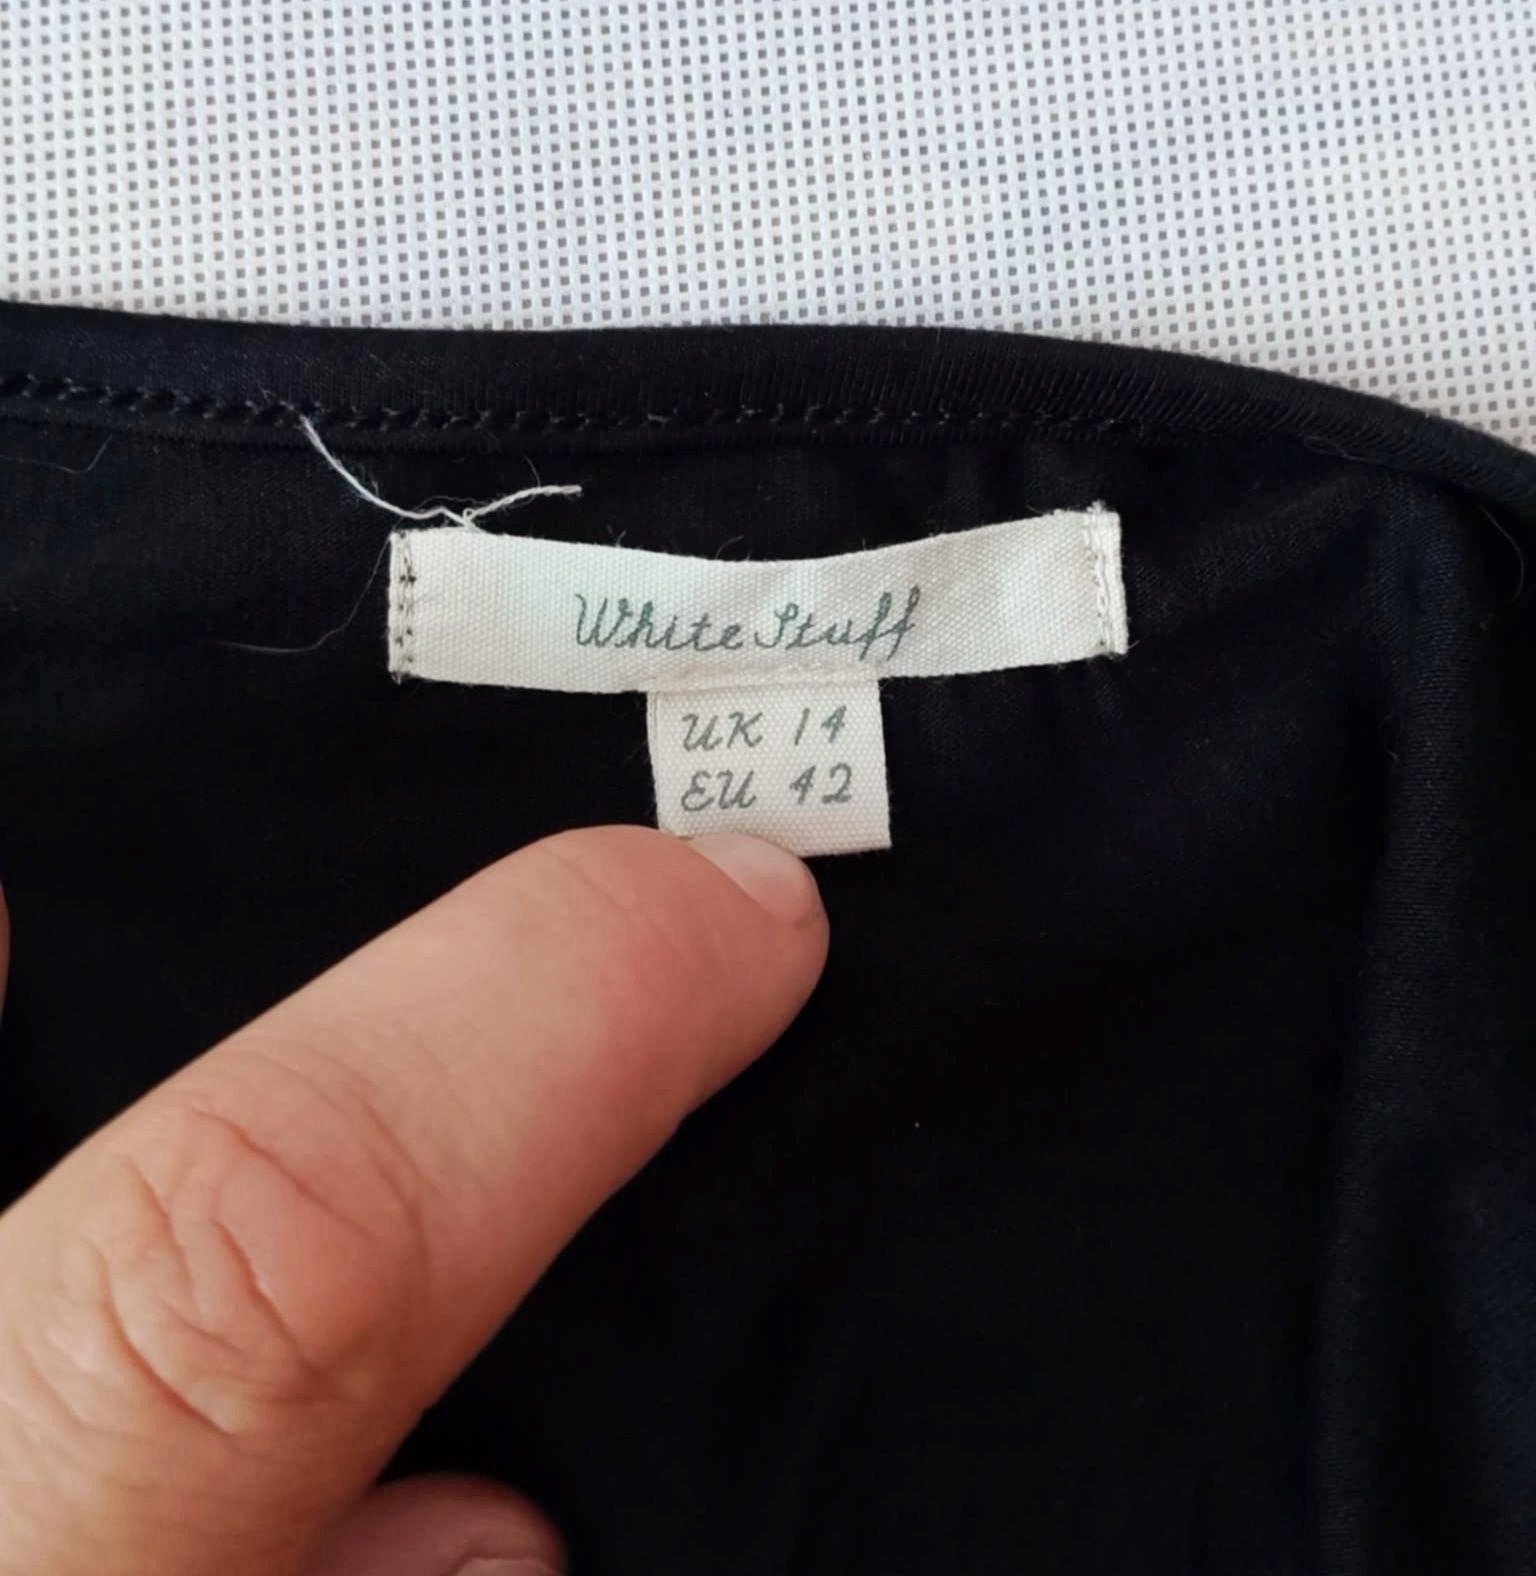 White Stuff
UK 14
EU 42